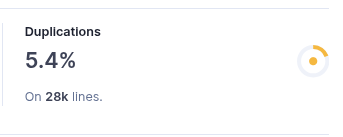 Duplications
5.4%
On 28k lines.